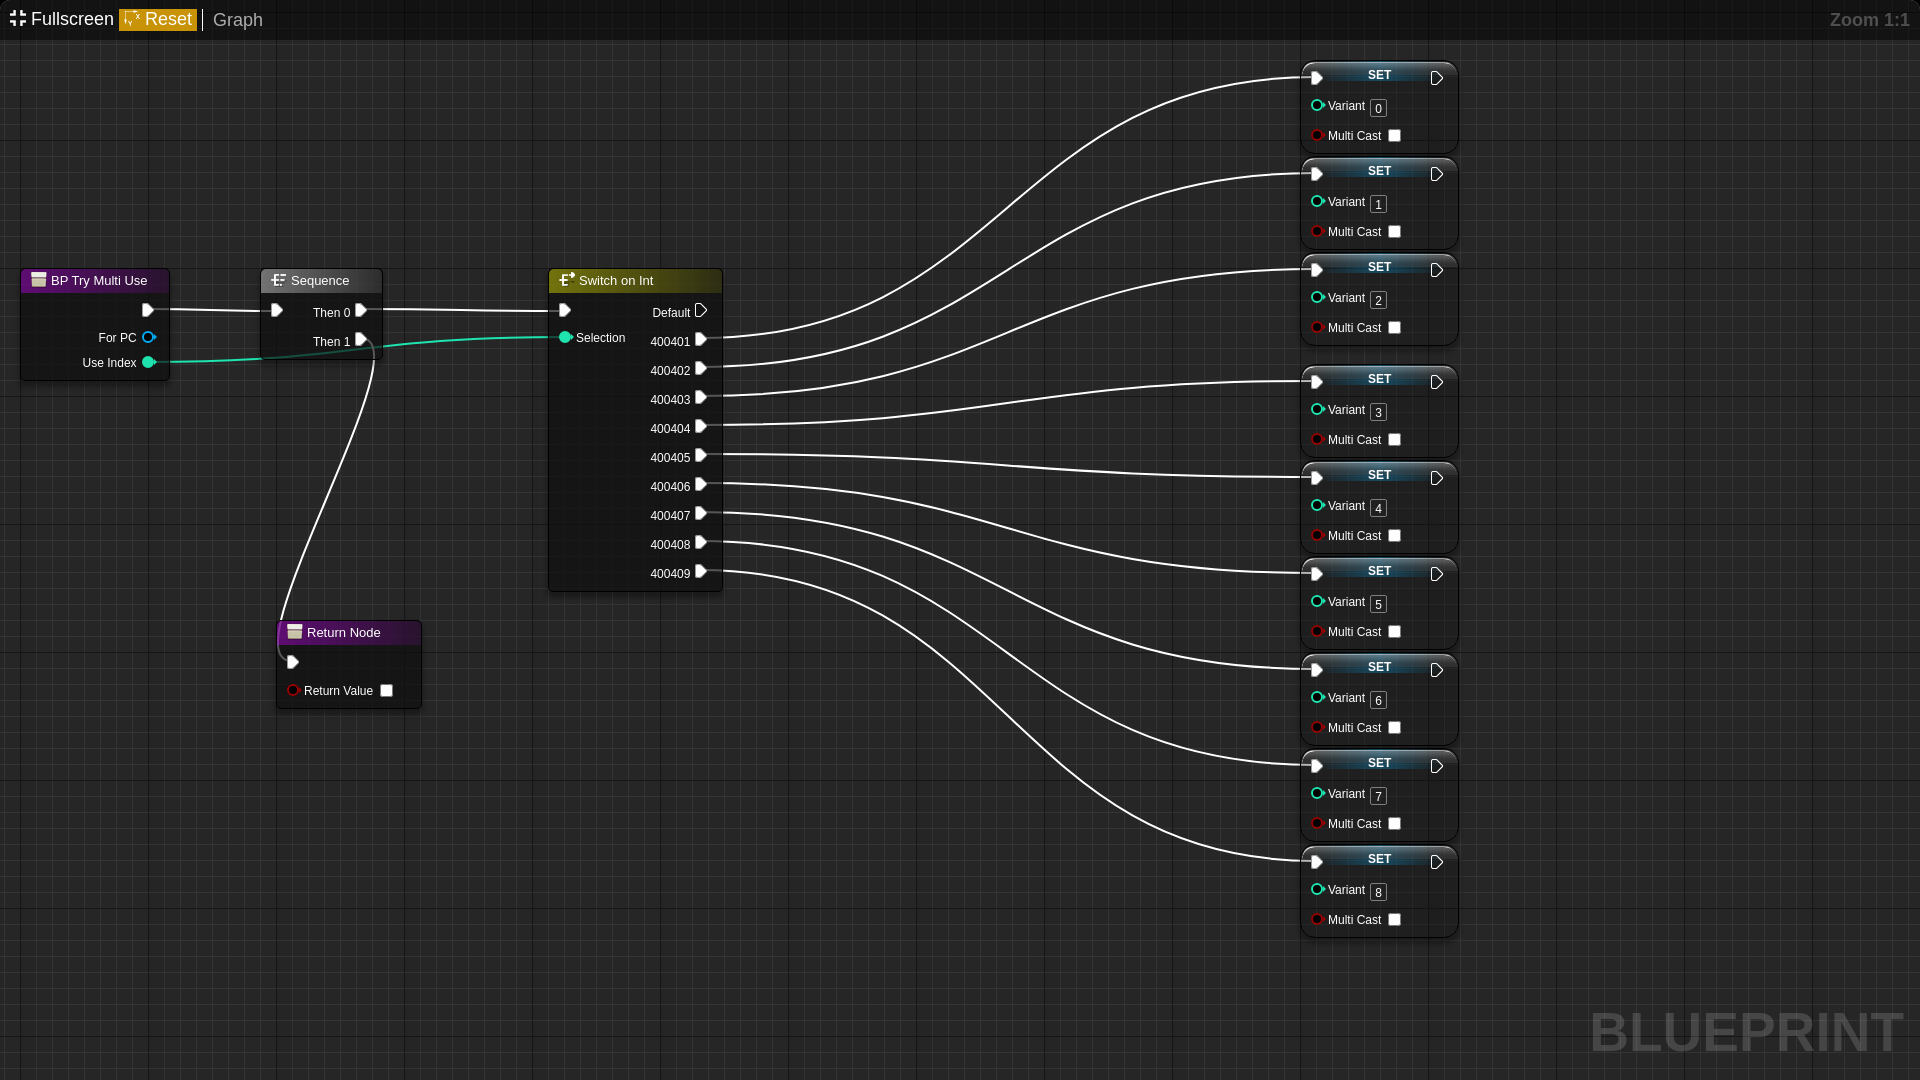 Fullscreen Reset Graph
Zoom 1:1
BP Try Multi Use
For PC
Use Index
Sequence
Then 0
Then 1
Return Node
Return Value
Switch on Int
Default
Selection
400401
400402
400403
400404
400405
400406
400407
400408
400409
SET
Variant 0
Multi Cast
SET
Variant 1
Multi Cast
SET
Variant 2
Multi Cast
SET
Variant 3
Multi Cast
SET
Variant 4
Multi Cast
SET
Variant 5
Multi Cast
SET
Variant 6
Multi Cast
SET
Variant 7
Multi Cast
SET
Variant 8
Multi Cast
BLUEPRINT